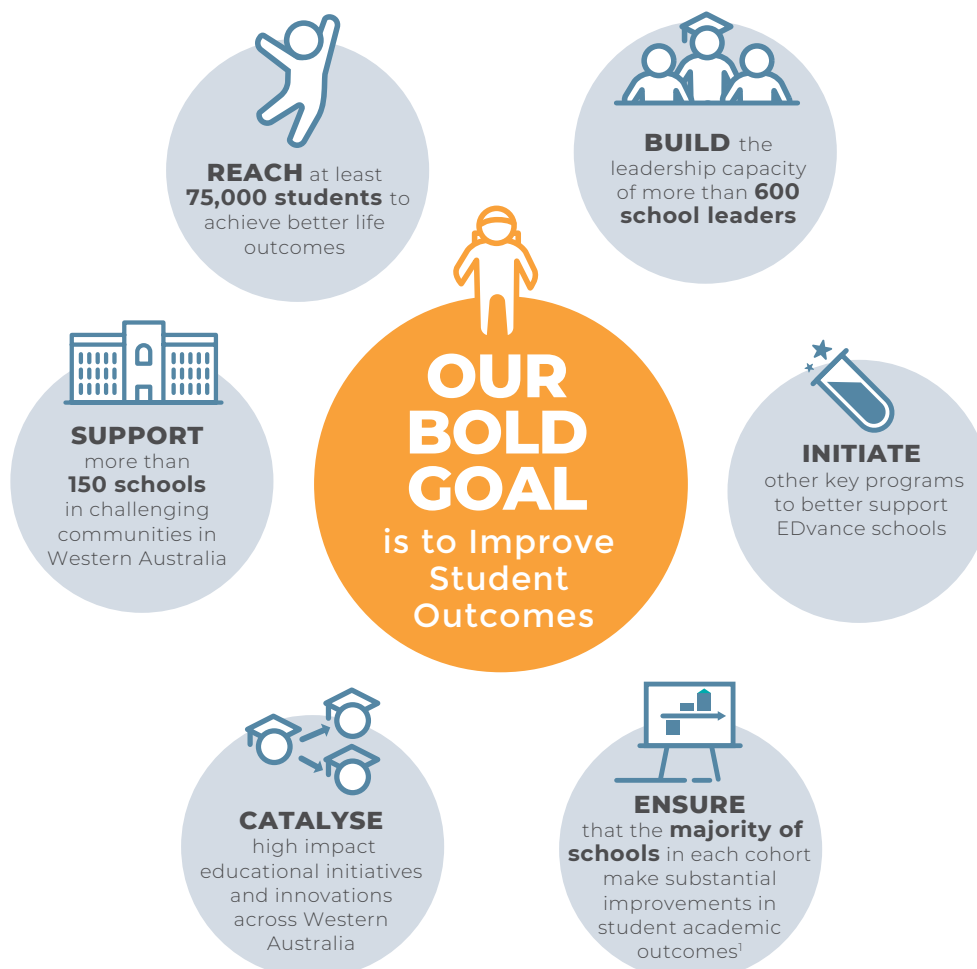 REACH at least
75,000 students to
achieve better life
outcomes
BUILD the
leadership capacity
of more than 600
school leaders
OUR
BOLD
GOAL
is to Improve
Student
Outcomes
SUPPORT
more than
150 schools
in challenging
communities in
Western Australia
INITIATE
other key programs
to better support
EDvance schools
CATALYSE
high impact
educational initiatives
and innovations
across Western
Australia
ENSURE
that the majority of
schools in each cohort
make substantial
improvements in
student academic
outcomes¹